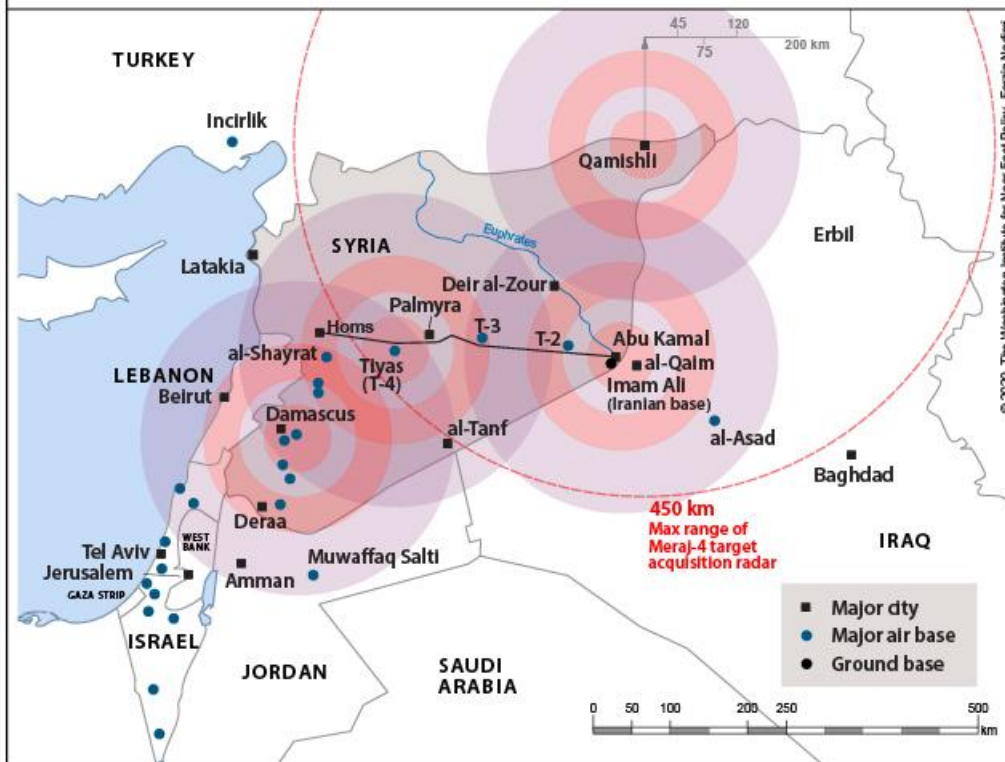 45
120
75
200 km
TURKEY
Incirlik
Qamishli
Euphrates
SYRIA
Erbil
Latakia
Deir al-Zour
Palmyra
T-3
Homs
T-2
Abu Kamal
al-Shayrat
Tiyas
(T-4)
al-Qaim
LEBANON
Imam Ali
(Iranian base)
Beirut
Damascus
al-Tanf
al-Asad
Baghdad
450 km
Max range of
Meraj-4 target
acquisition radar
Deraa
WEST
BANK
IRAQ
Tel Aviv
Muwaffaq Salti
Jerusalem
Amman
GAZA STRIP
ISRAEL
JORDAN
SAUDI
ARABIA
Major city
Major air base
Ground base
0 50 100 200 250 500
km